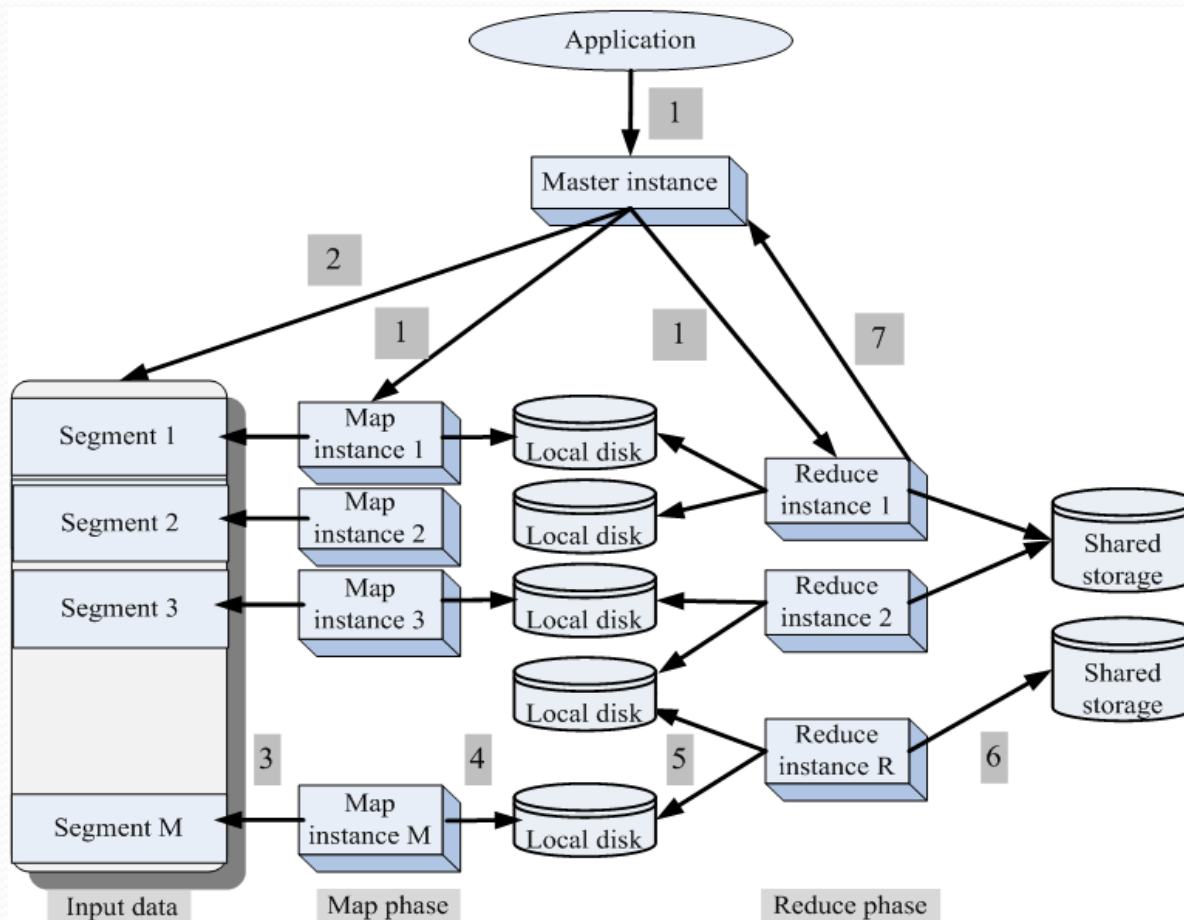 Application
1
Master instance
2
1
1
7
Segment 1
Map
instance 1
Local disk
Reduce
instance 1
Segment 2
Map
instance 2
Local disk
Shared
storage
Segment 3
Map
instance 3
Local disk
Reduce
instance 2
Local disk
Shared
storage
3
4
5
Reduce
instance R
6
Segment M
Map
instance M
Local disk
Input data
Map phase
Reduce phase